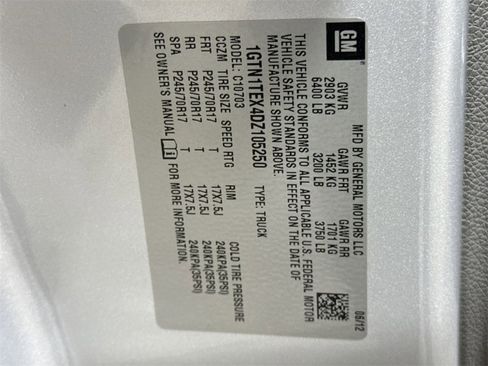 GM
MFD BY GENERAL MOTORS LLC
06/12
GVWR GAWR FRT GAWR RR
2903 KG 1452 KG 1701 KG
6400 LB 3200 LB 3750 LB
THIS VEHICLE CONFORMS TO ALL APPLICABLE U.S. FEDERAL MOTOR
VEHICLE SAFETY STANDARDS IN EFFECT ON THE DATE OF
MANUFACTURE SHOWN ABOVE.
1GTN1TEX4DZ105250 TYPE: TRUCK
MODEL: C10703
CCZM TIRE SIZE SPEED RTG RIM COLD TIRE PRESSURE
FRT P245/70R17 T 17X7.5J 240KPA(35PSI)
RR P245/70R17 T 17X7.5J 240KPA(35PSI)
SPA P245/70R17 T 17X7.5J 240KPA(35PSI)
SEE OWNER'S MANUAL i FOR MORE INFORMATION.